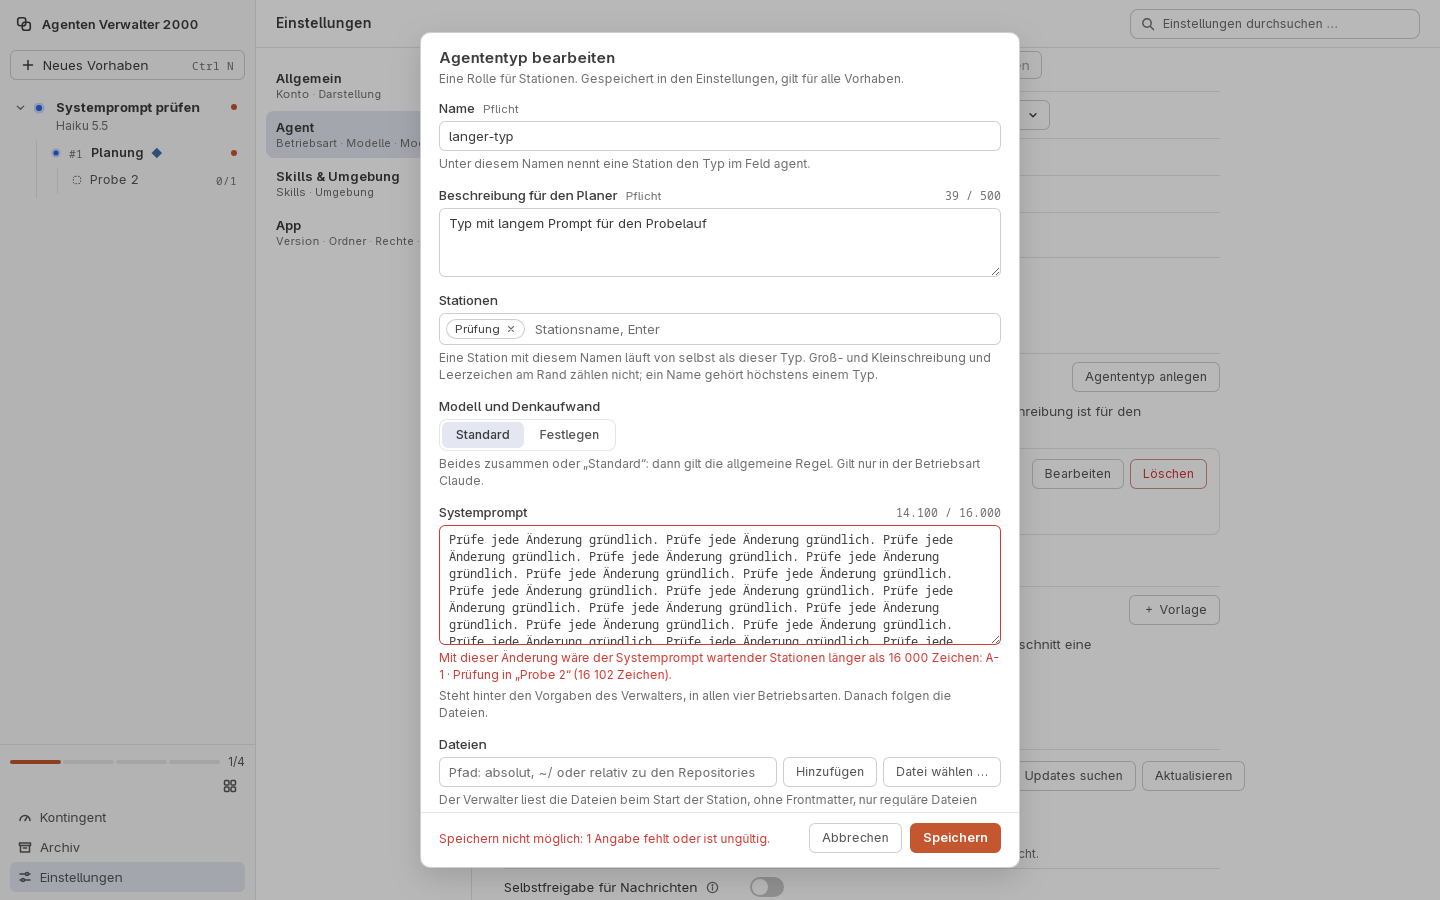 Agenten Verwalter 2000
Neues Vorhaben Ctrl N
Systemprompt prüfen
Haiku 5.5
#1 Planung
Probe 2 0/1
1/4
Kontingent
Archiv
Einstellungen
Einstellungen
Einstellungen durchsuchen …
Allgemein
Konto · Darstellung
Agent
Betriebsart · Modelle ·
Skills & Umgebung
Skills · Umgebung
App
Version · Ordner · Rechte ·
Agententyp bearbeiten
Eine Rolle für Stationen. Gespeichert in den Einstellungen, gilt für alle Vorhaben.
Name Pflicht
langer-typ
Unter diesem Namen nennt eine Station den Typ im Feld agent.
Beschreibung für den Planer Pflicht 39 / 500
Typ mit langem Prompt für den Probelauf
Stationen
Prüfung ✕ Stationsname, Enter
Eine Station mit diesem Namen läuft von selbst als dieser Typ. Groß- und Kleinschreibung und
Leerzeichen am Rand zählen nicht; ein Name gehört höchstens einem Typ.
Modell und Denkaufwand
Standard Festlegen
Beides zusammen oder „Standard“: dann gilt die allgemeine Regel. Gilt nur in der Betriebsart
Claude.
Systemprompt 14.100 / 16.000
Prüfe jede Änderung gründlich. Prüfe jede Änderung gründlich. Prüfe jede
Änderung gründlich. Prüfe jede Änderung gründlich. Prüfe jede Änderung
gründlich. Prüfe jede Änderung gründlich. Prüfe jede Änderung gründlich.
Prüfe jede Änderung gründlich. Prüfe jede Änderung gründlich. Prüfe jede
Änderung gründlich. Prüfe jede Änderung gründlich. Prüfe jede Änderung
gründlich. Prüfe jede Änderung gründlich. Prüfe jede Änderung gründlich.
Prüfe jede Änderung gründlich. Prüfe jede Änderung gründlich. Prüfe jede
Mit dieser Änderung wäre der Systemprompt wartender Stationen länger als 16 000 Zeichen: A-
1 · Prüfung in „Probe 2“ (16 102 Zeichen).
Steht hinter den Vorgaben des Verwalters, in allen vier Betriebsarten. Danach folgen die
Dateien.
Dateien
Pfad: absolut, ~/ oder relativ zu den Repositories Hinzufügen Datei wählen …
Der Verwalter liest die Dateien beim Start der Station, ohne Frontmatter, nur reguläre Dateien
Speichern nicht möglich: 1 Angabe fehlt oder ist ungültig. Abbrechen Speichern
Agententyp anlegen
ist für den
Bearbeiten Löschen
+ Vorlage
eine
Updates suchen Aktualisieren
Selbstfreigabe für Nachrichten